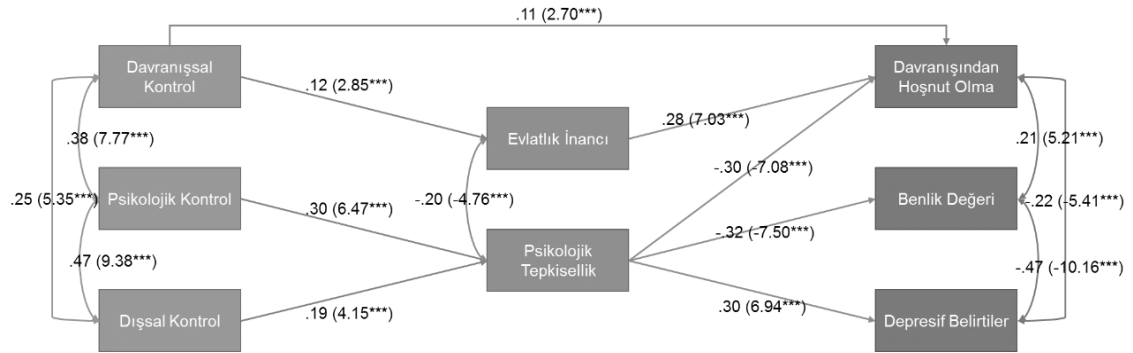 .11 (2.70***)
Davranışsal
Kontrol
Davranışından
Hoşnut Olma
.12 (2.85***)
.28 (7.03***)
Evlatlık İnancı
.38 (7.77***)
.21 (5.21***)
-.30 (-7.08***)
.25 (5.35***)
Psikolojik Kontrol
.30 (6.47***)
-.20 (-4.76***)
Benlik Değeri
-.22 (-5.41***)
-.32 (-7.50***)
Psikolojik
Tepkisellik
.47 (9.38***)
-.47 (-10.16***)
.30 (6.94***)
Dışsal Kontrol
.19 (4.15***)
Depresif Belirtiler